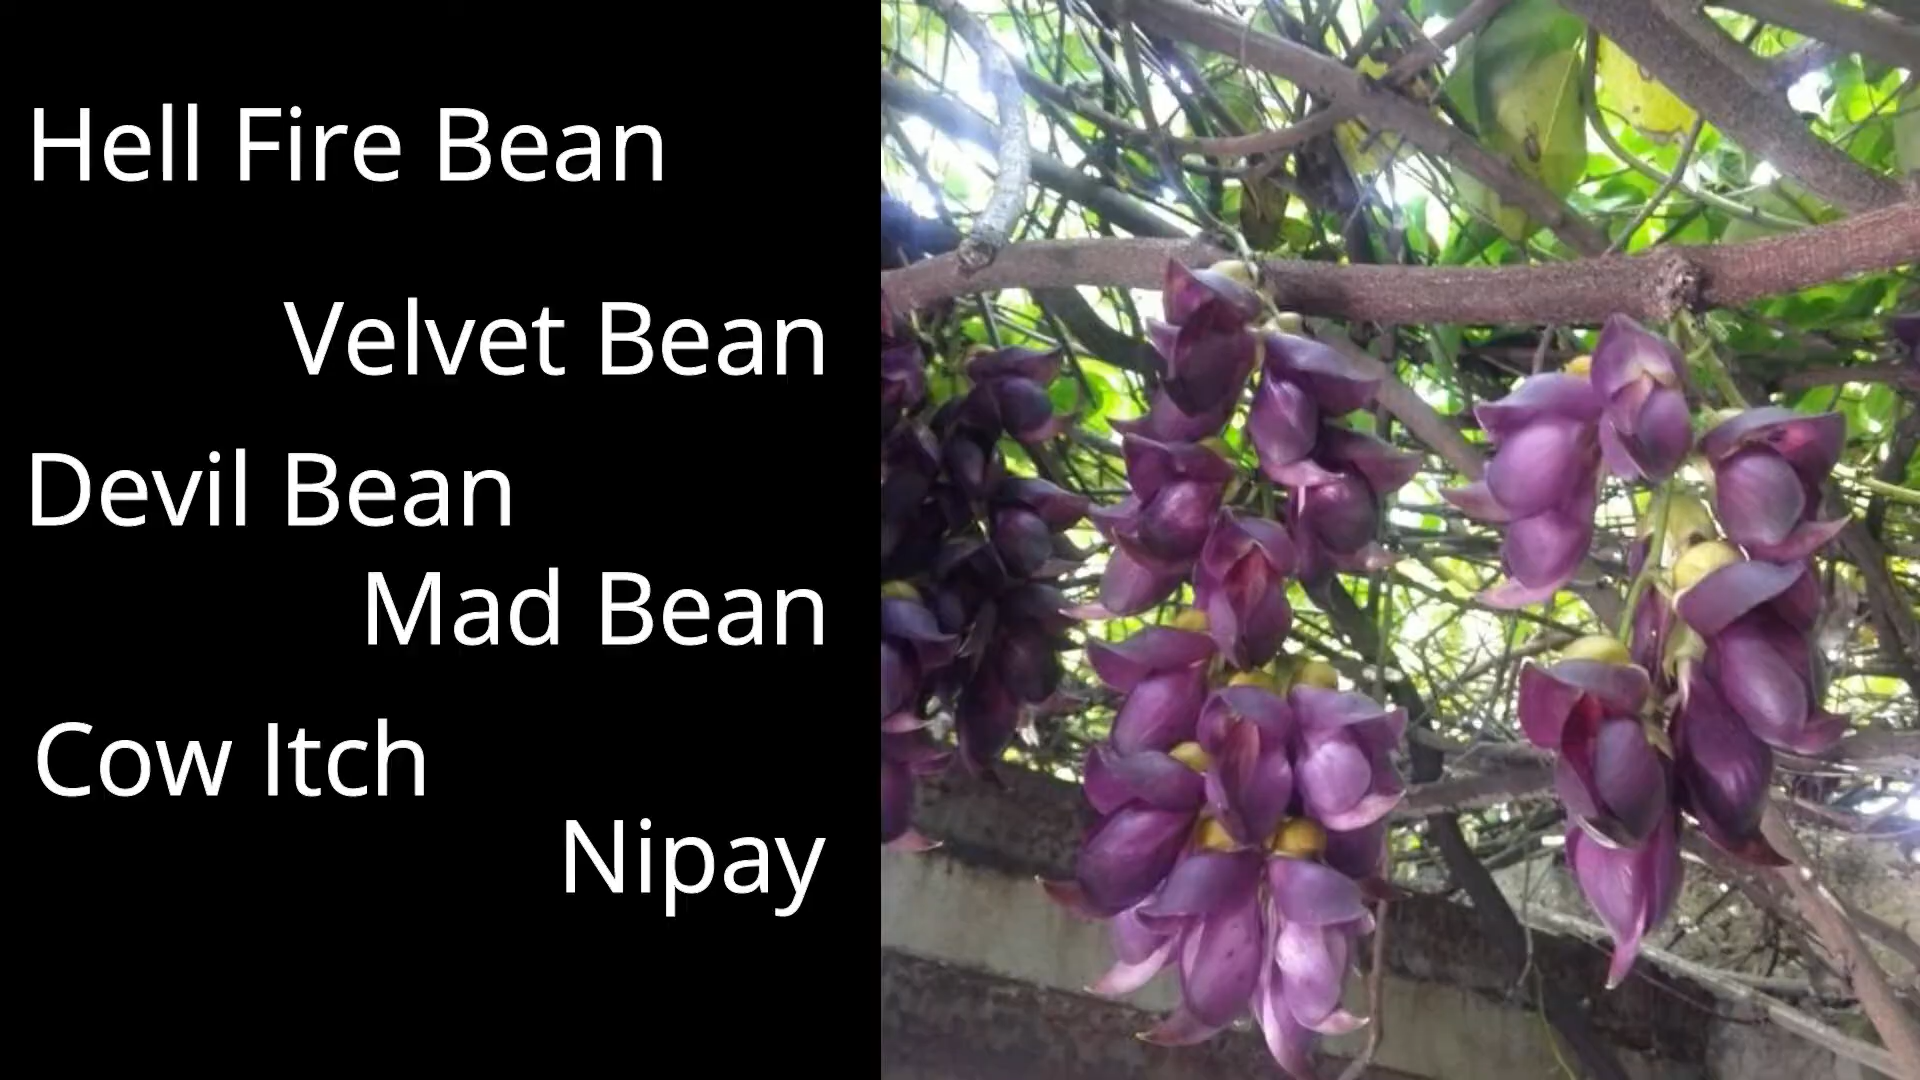 Hell Fire Bean
Velvet Bean
Devil Bean
Mad Bean
Cow Itch
Nipay